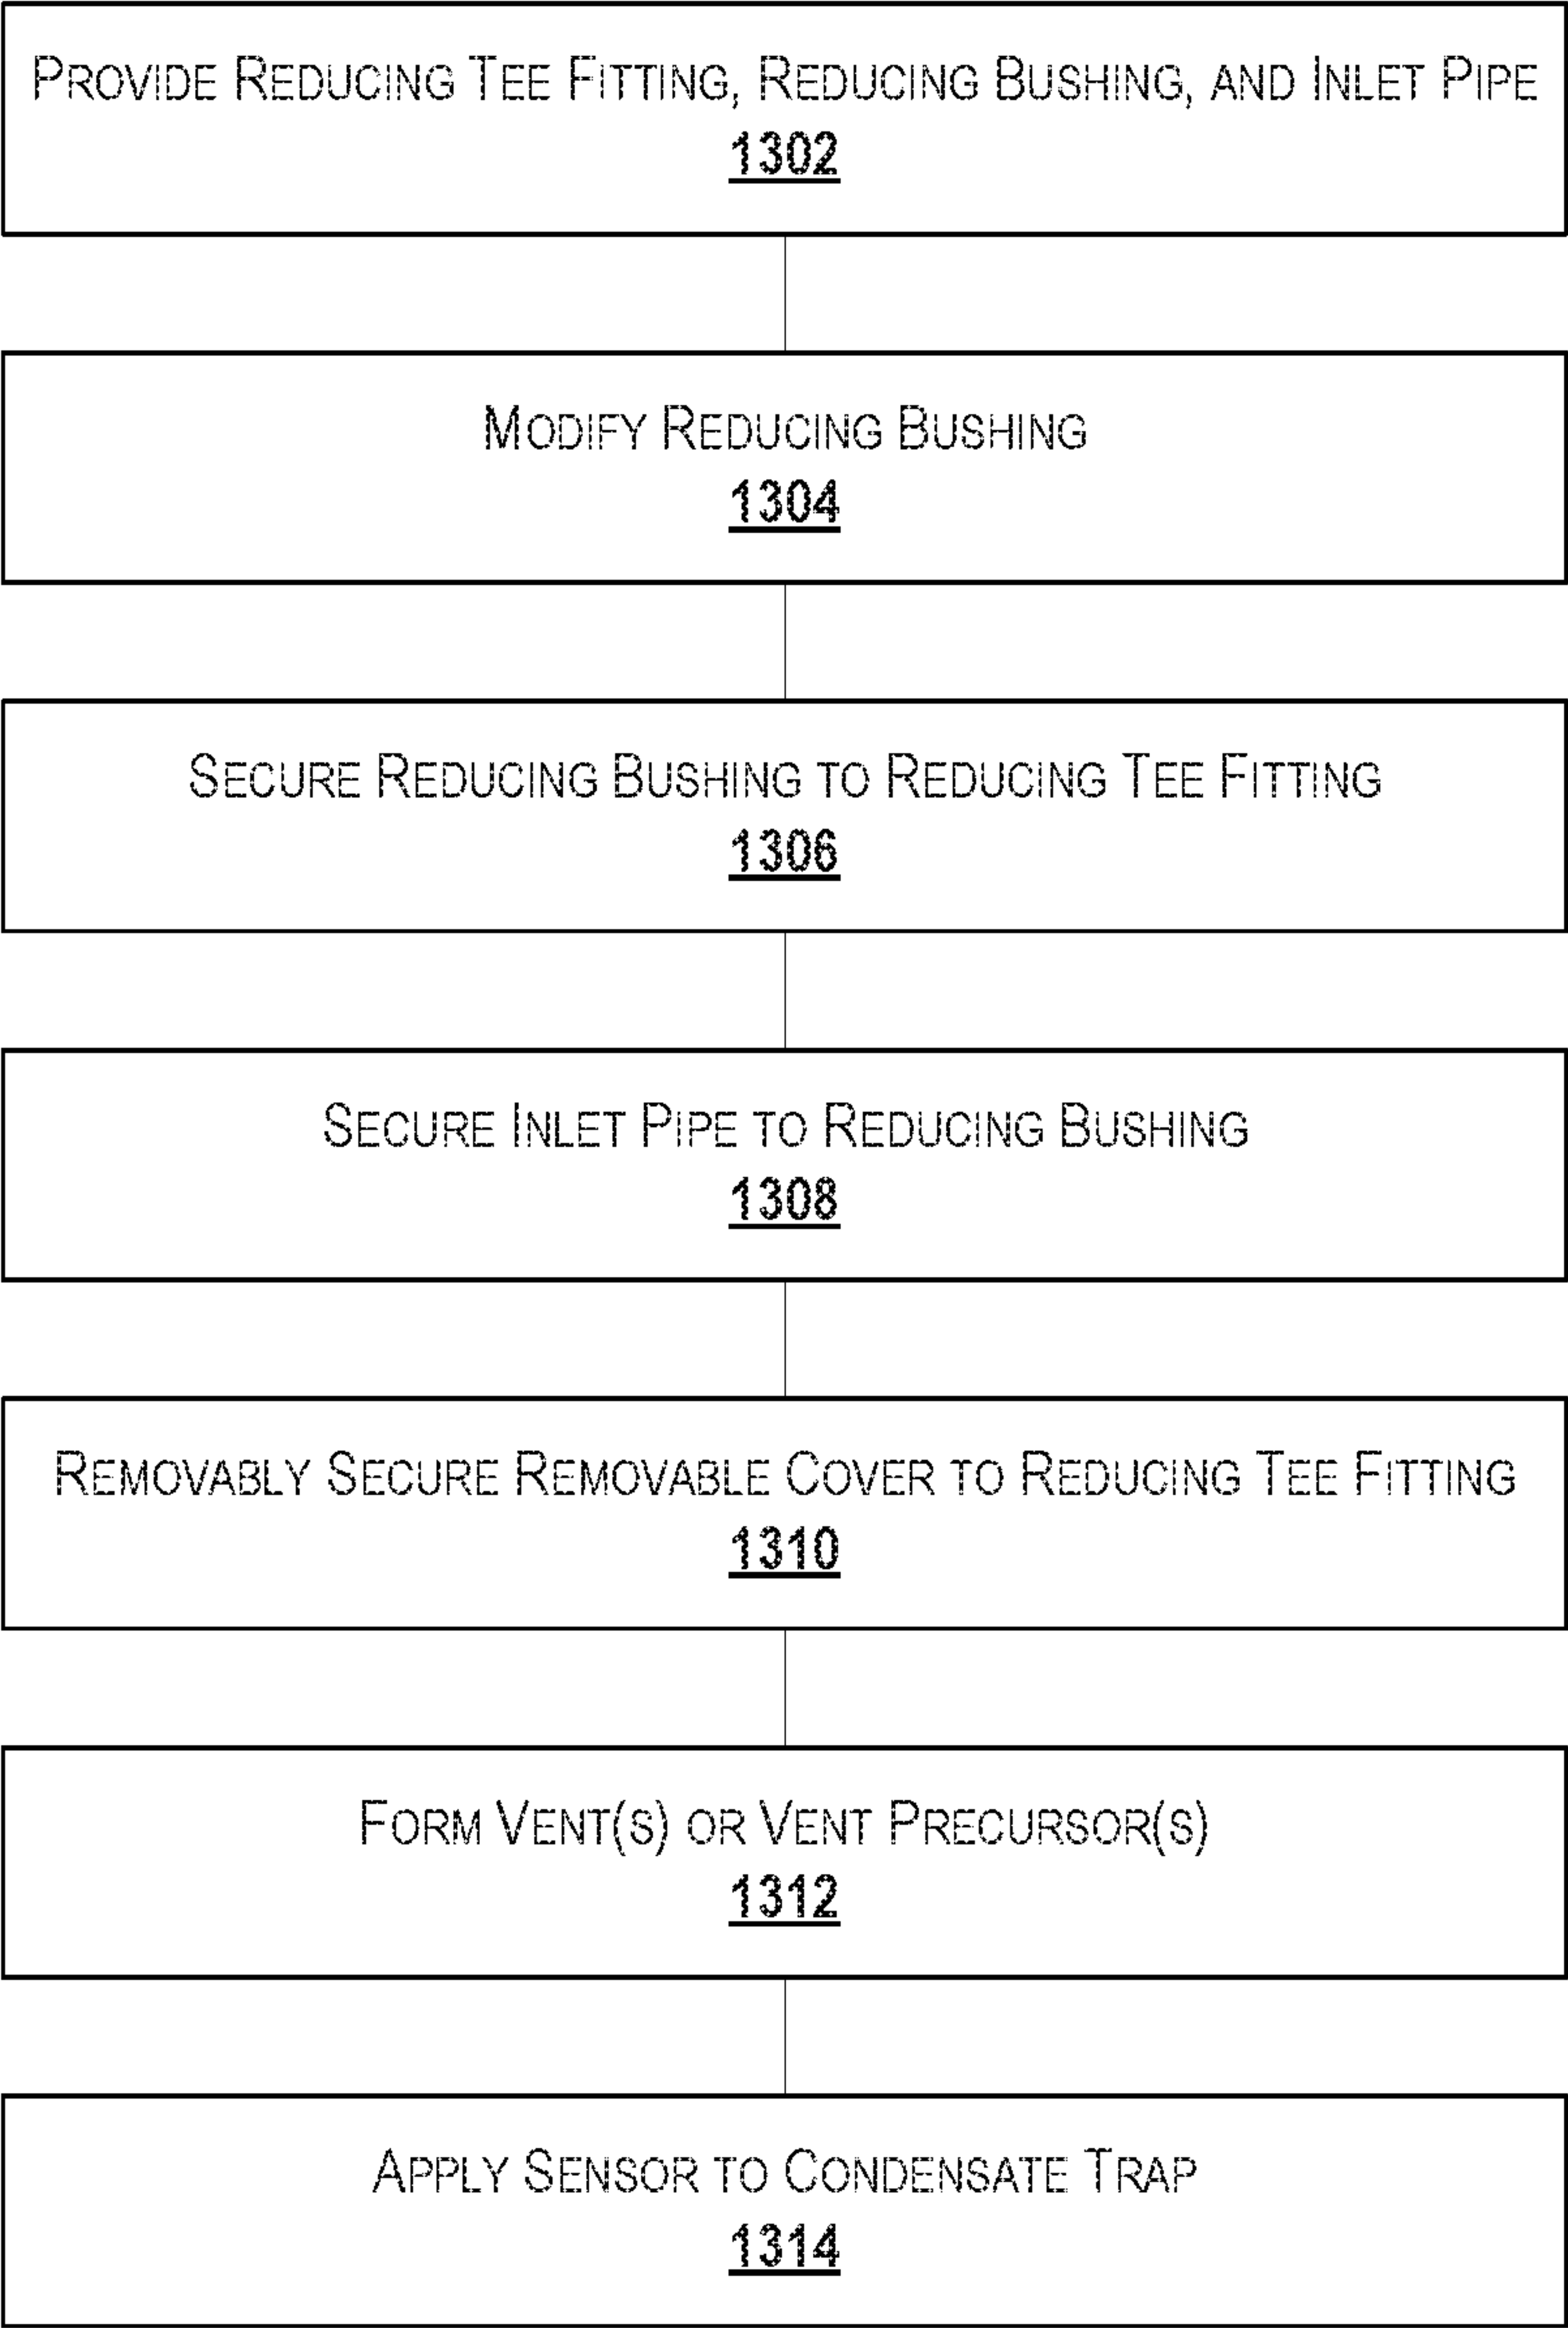 PROVIDE REDUCING TEE FITTING, REDUCING BUSHING, AND INLET PIPE
1302
MODIFY REDUCING BUSHING
1304
SECURE REDUCING BUSHING TO REDUCING TEE FITTING
1306
SECURE INLET PIPE TO REDUCING BUSHING
1308
REMOVABLY SECURE REMOVABLE COVER TO REDUCING TEE FITTING
1310
FORM VENT(S) OR VENT PRECURSOR(S)
1312
APPLY SENSOR TO CONDENSATE TRAP
1314